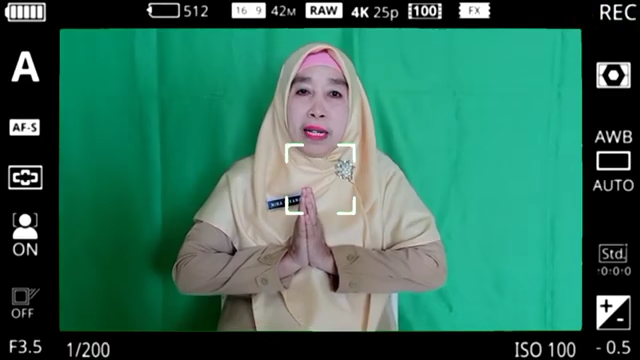 512
16 9
42M
RAW
4K 25p
100
FX
REC
A
AF-S
ON
OFF
F3.5
1/200
AWB
AUTO
Std.
ISO 100
- 0.5